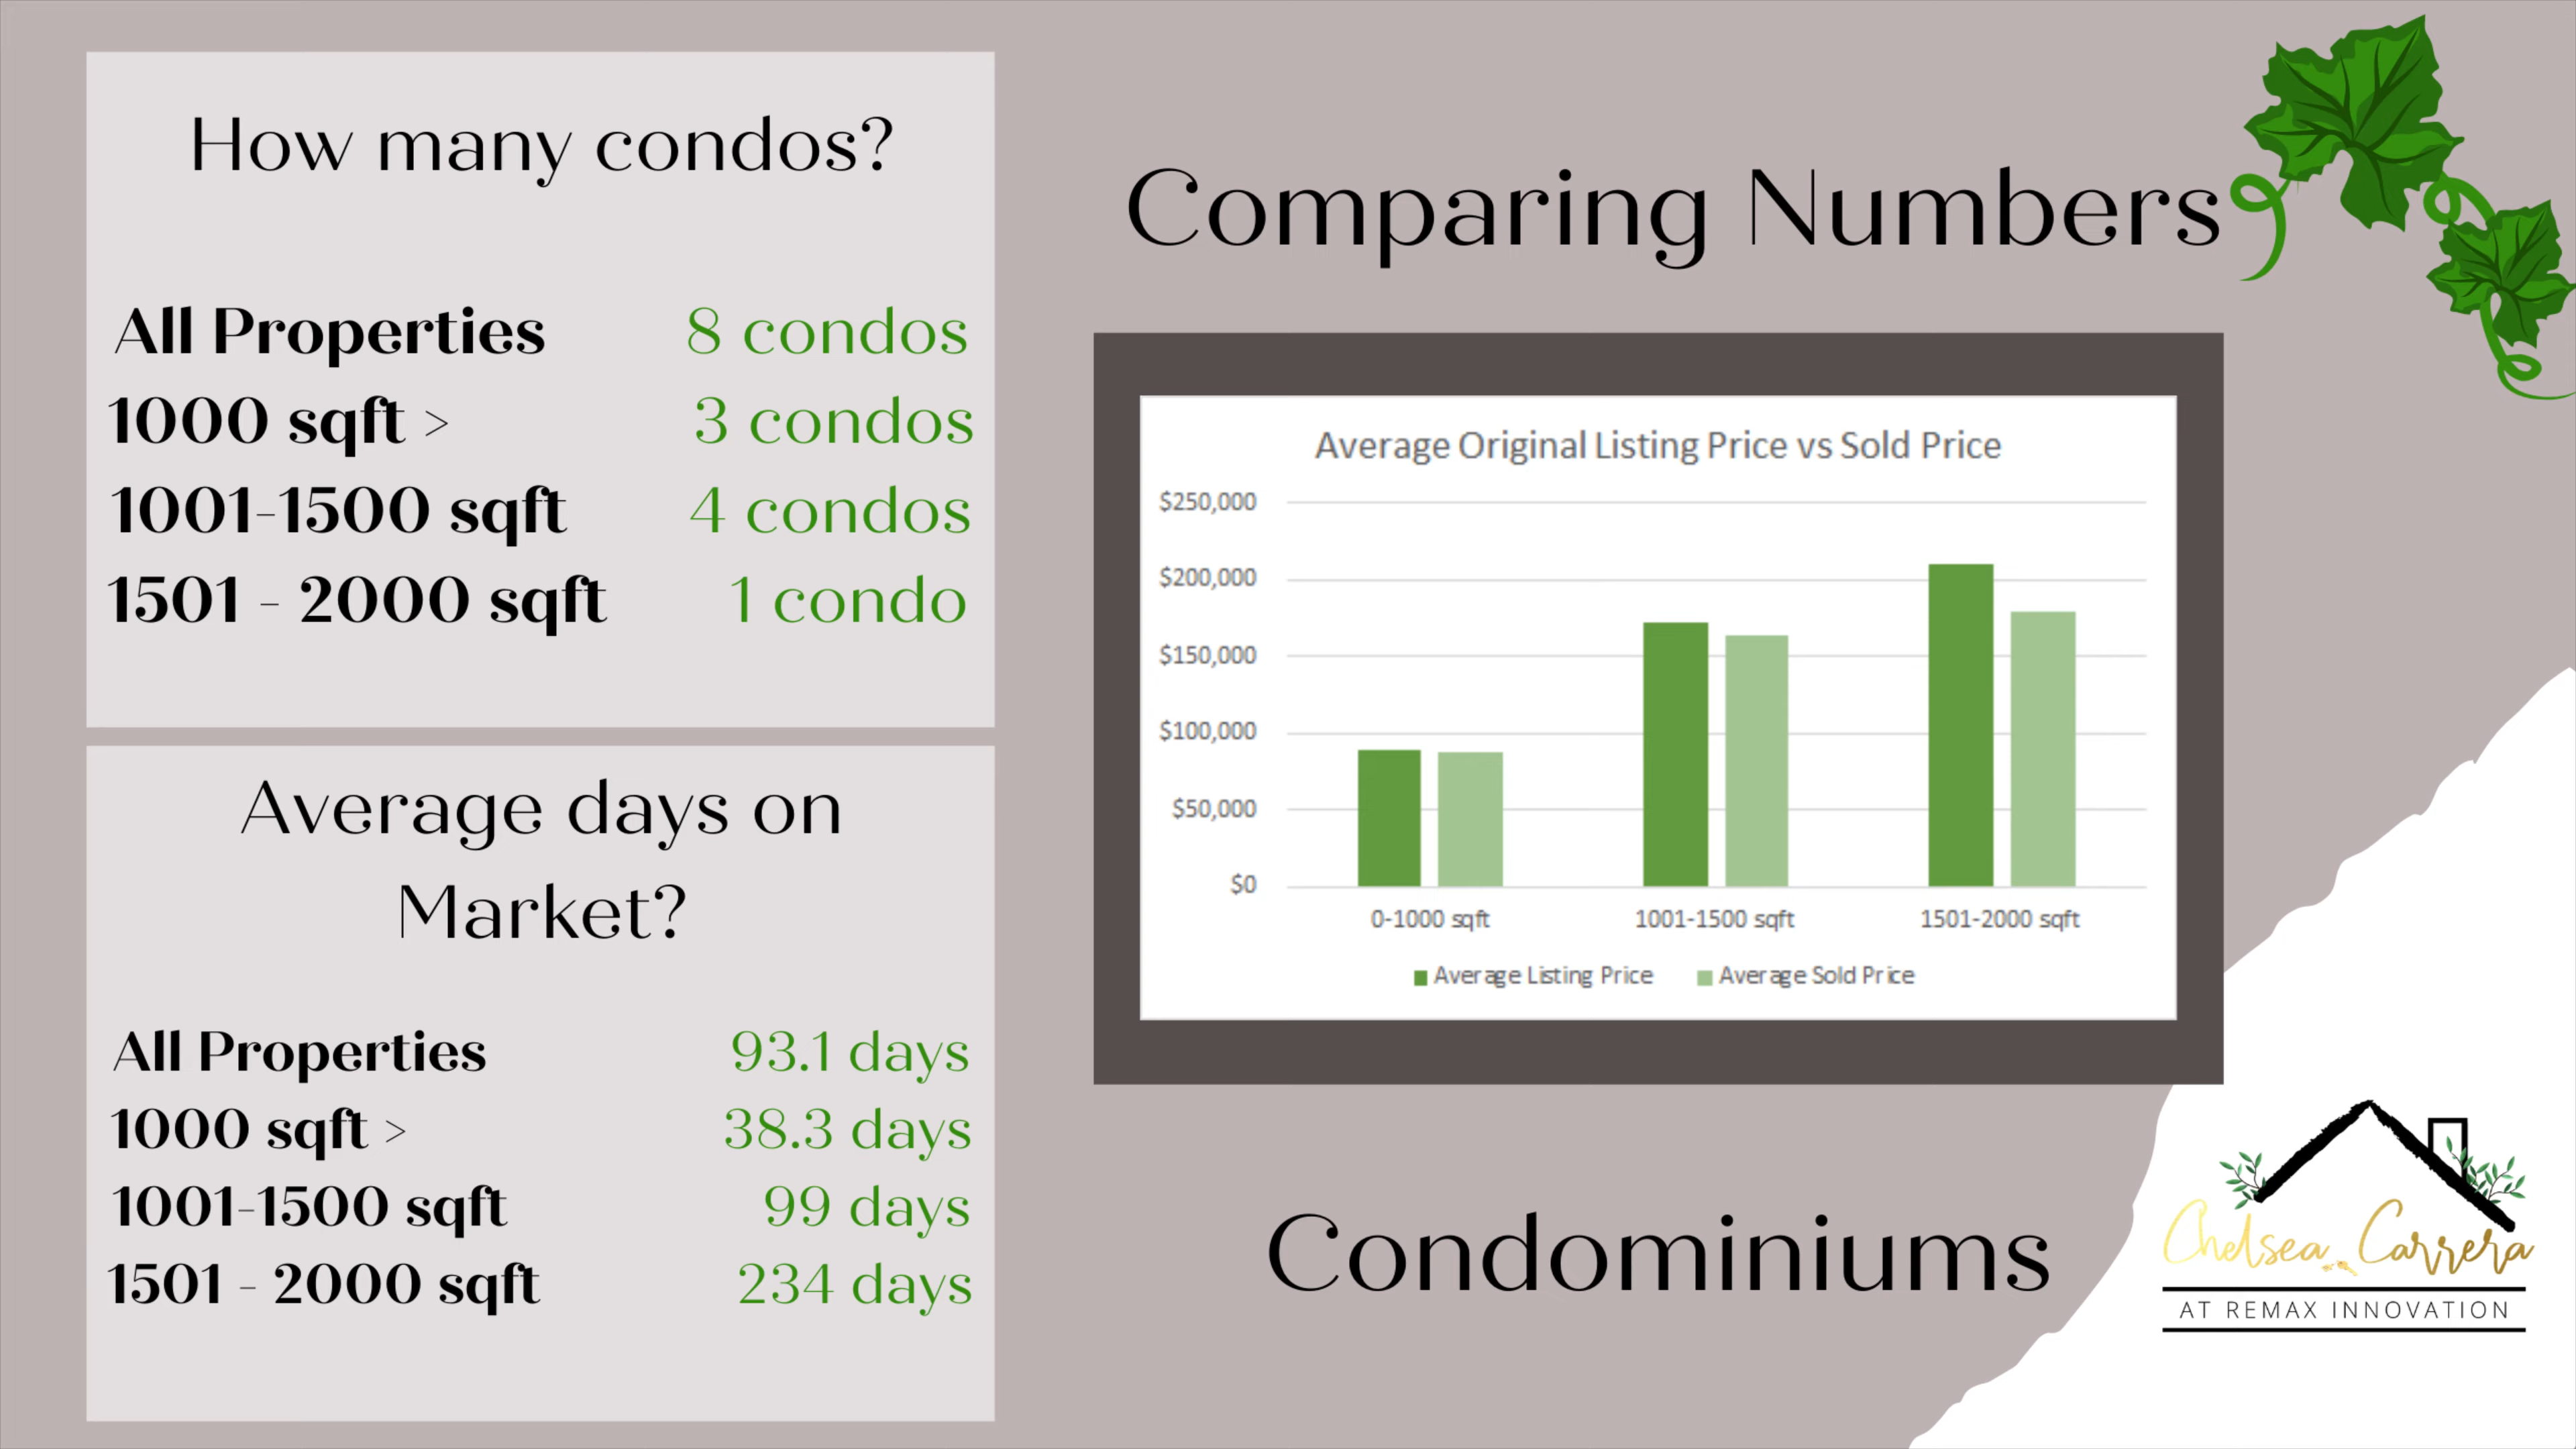 How many condos?
All Properties 8 condos
1000 sqft > 3 condos
1001-1500 sqft 4 condos
1501 - 2000 sqft 1 condo
Average days on
Market?
All Properties 93.1 days
1000 sqft > 38.3 days
1001-1500 sqft 99 days
1501 - 2000 sqft 234 days
Comparing Numbers
Average Original Listing Price vs Sold Price
$250,000
$200,000
$150,000
$100,000
$50,000
$0
0-1000 sqft 1001-1500 sqft 1501-2000 sqft
Average Listing Price Average Sold Price
Condominiums
Chelsea Carrera
AT REMAX INNOVATION